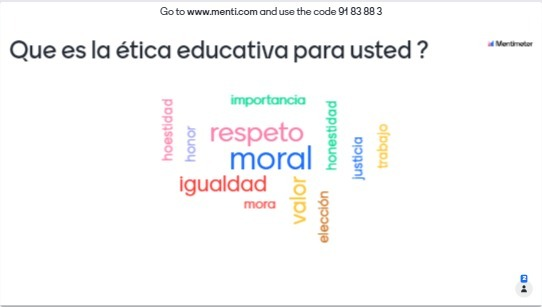 Go to www.menti.com and use the code 91 83 88 3
Que es la ética educativa para usted ?
Mentimeter
importancia
hoestidad
honor
respeto
honestidad
trabajo
justicia
moral
igualdad
valor
mora
elección
2